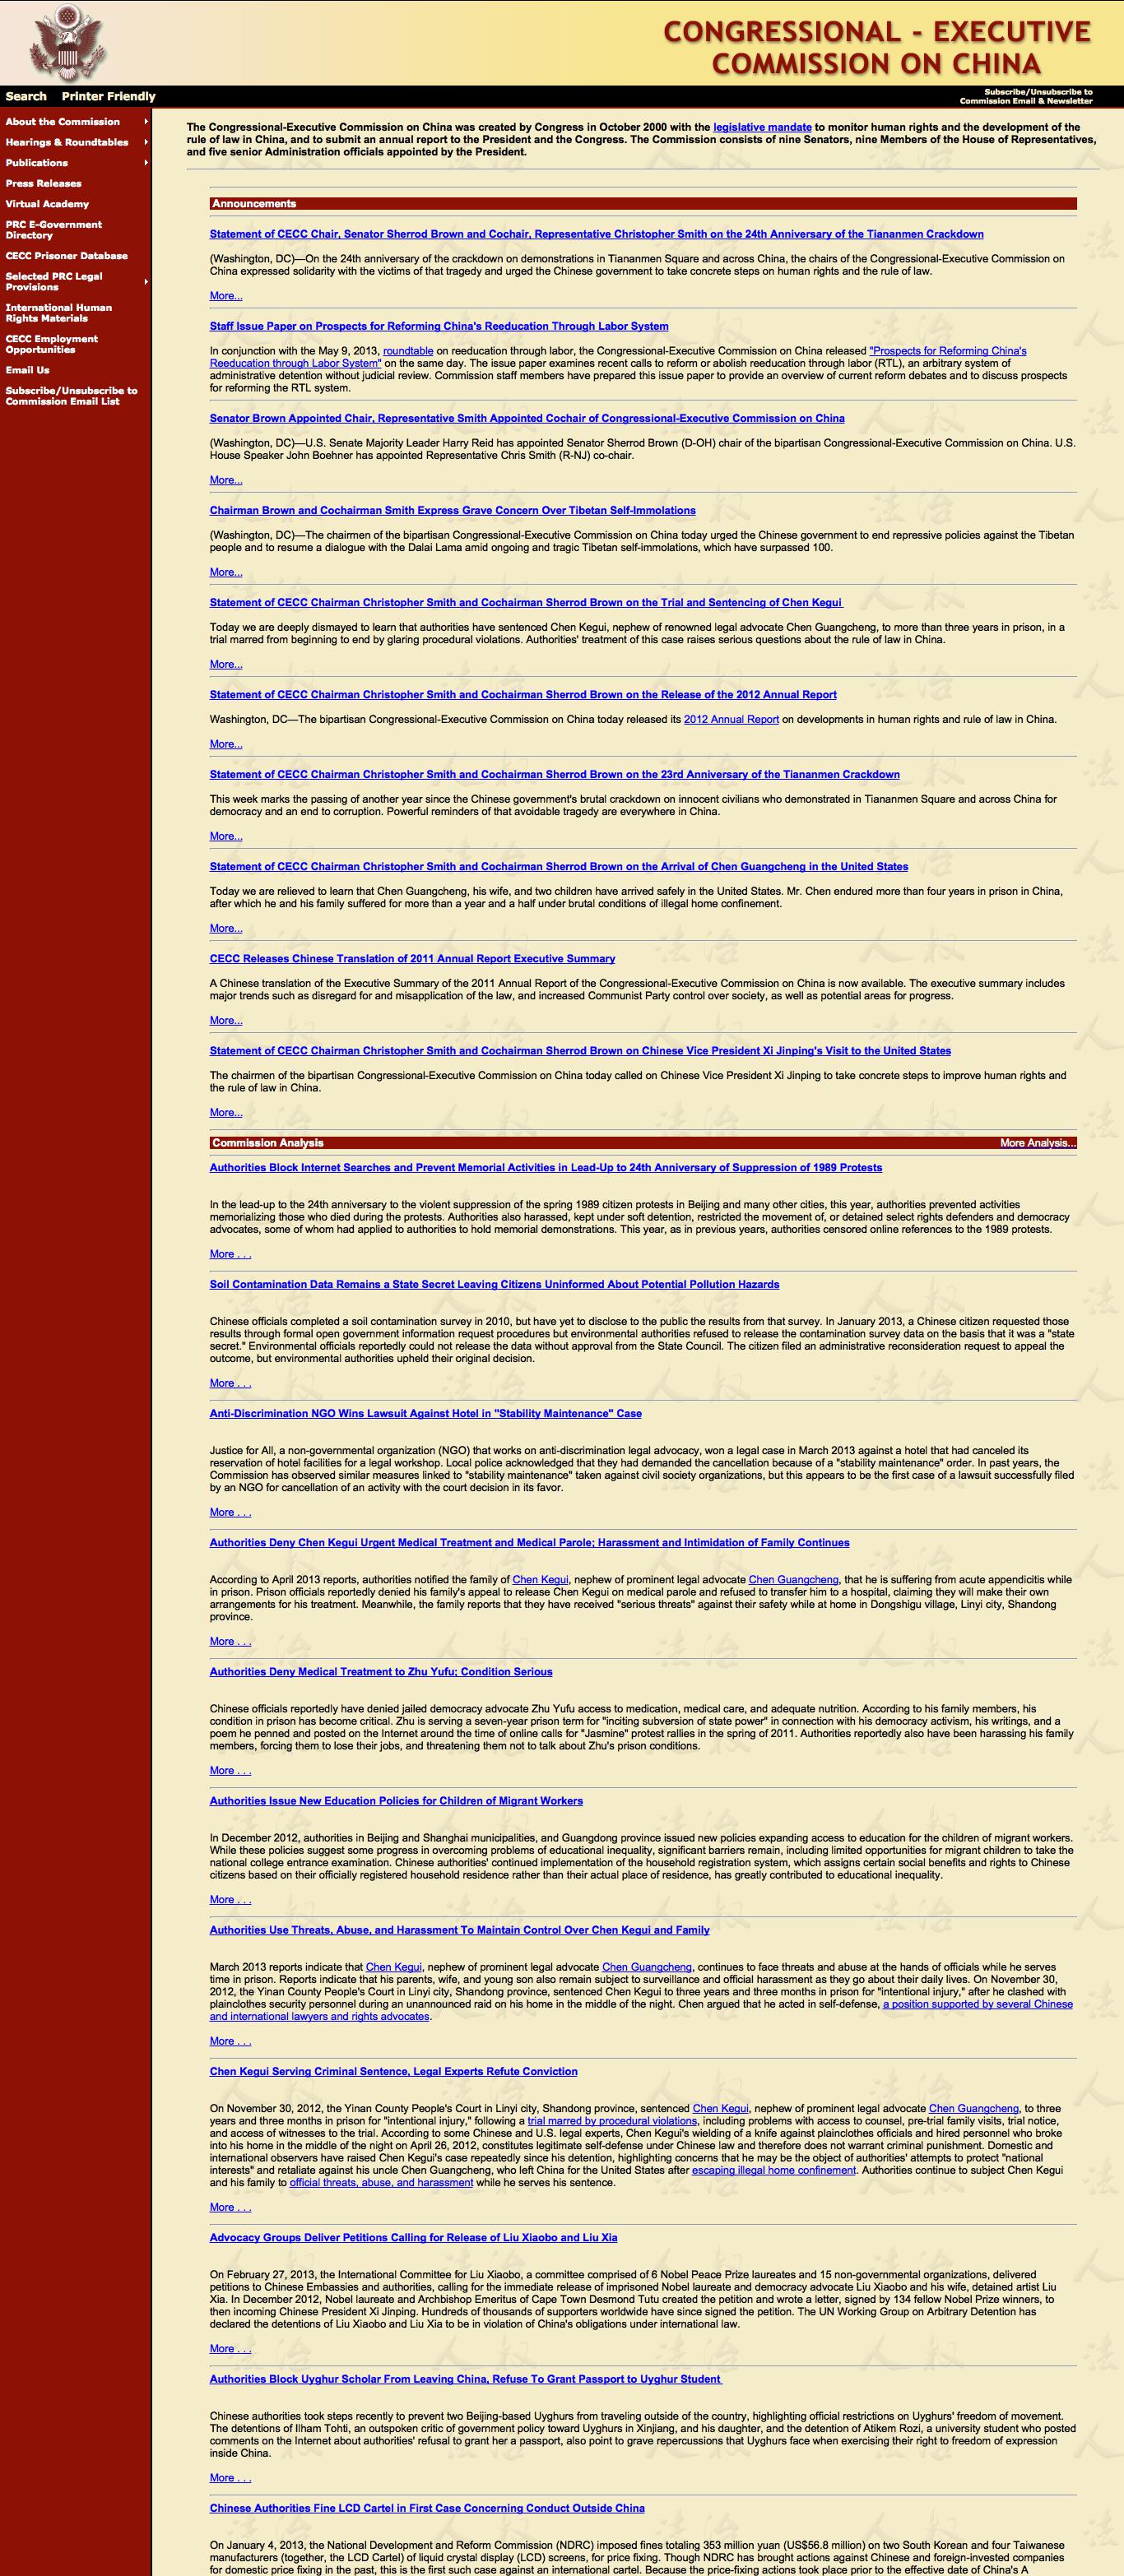 CONGRESSIONAL - EXECUTIVE
COMMISSION ON CHINA
Search Printer Friendly
Subscribe/Unsubscribe to
Commission Email & Newsletter
About the Commission
Hearings & Roundtables
Publications
Press Releases
Virtual Academy
PRC E-Government
Directory
CECC Prisoner Database
Selected PRC Legal
Provisions
International Human
Rights Materials
CECC Employment
Opportunities
Email Us
Subscribe/Unsubscribe to
Commission Email List
The Congressional-Executive Commission on China was created by Congress in October 2000 with the legislative mandate to monitor human rights and the development of the
rule of law in China, and to submit an annual report to the President and the Congress. The Commission consists of nine Senators, nine Members of the House of Representatives,
and five senior Administration officials appointed by the President.
Announcements
Statement of CECC Chair, Senator Sherrod Brown and Cochair, Representative Christopher Smith on the 24th Anniversary of the Tiananmen Crackdown
(Washington, DC)—On the 24th anniversary of the crackdown on demonstrations in Tiananmen Square and across China, the chairs of the Congressional-Executive Commission on
China expressed solidarity with the victims of that tragedy and urged the Chinese government to take concrete steps on human rights and the rule of law.
More...
Staff Issue Paper on Prospects for Reforming China's Reeducation Through Labor System
In conjunction with the May 9, 2013, roundtable on reeducation through labor, the Congressional-Executive Commission on China released "Prospects for Reforming China's
Reeducation through Labor System" on the same day. The issue paper examines recent calls to reform or abolish reeducation through labor (RTL), an arbitrary system of
administrative detention without judicial review. Commission staff members have prepared this issue paper to provide an overview of current reform debates and to discuss prospects
for reforming the RTL system.
Senator Brown Appointed Chair, Representative Smith Appointed Cochair of Congressional-Executive Commission on China
(Washington, DC)—U.S. Senate Majority Leader Harry Reid has appointed Senator Sherrod Brown (D-OH) chair of the bipartisan Congressional-Executive Commission on China. U.S.
House Speaker John Boehner has appointed Representative Chris Smith (R-NJ) co-chair.
More...
Chairman Brown and Cochairman Smith Express Grave Concern Over Tibetan Self-Immolations
(Washington, DC)—The chairmen of the bipartisan Congressional-Executive Commission on China today urged the Chinese government to end repressive policies against the Tibetan
people and to resume a dialogue with the Dalai Lama amid ongoing and tragic Tibetan self-immolations, which have surpassed 100.
More...
Statement of CECC Chairman Christopher Smith and Cochairman Sherrod Brown on the Trial and Sentencing of Chen Kegui
Today we are deeply dismayed to learn that authorities have sentenced Chen Kegui, nephew of renowned legal advocate Chen Guangcheng, to more than three years in prison, in a
trial marred from beginning to end by glaring procedural violations. Authorities' treatment of this case raises serious questions about the rule of law in China.
More...
Statement of CECC Chairman Christopher Smith and Cochairman Sherrod Brown on the Release of the 2012 Annual Report
Washington, DC—The bipartisan Congressional-Executive Commission on China today released its 2012 Annual Report on developments in human rights and rule of law in China.
More...
Statement of CECC Chairman Christopher Smith and Cochairman Sherrod Brown on the 23rd Anniversary of the Tiananmen Crackdown
This week marks the passing of another year since the Chinese government's brutal crackdown on innocent civilians who demonstrated in Tiananmen Square and across China for
democracy and an end to corruption. Powerful reminders of that avoidable tragedy are everywhere in China.
More...
Statement of CECC Chairman Christopher Smith and Cochairman Sherrod Brown on the Arrival of Chen Guangcheng in the United States
Today we are relieved to learn that Chen Guangcheng, his wife, and two children have arrived safely in the United States. Mr. Chen endured more than four years in prison in China,
after which he and his family suffered for more than a year and a half under brutal conditions of illegal home confinement.
More...
CECC Releases Chinese Translation of 2011 Annual Report Executive Summary
A Chinese translation of the Executive Summary of the 2011 Annual Report of the Congressional-Executive Commission on China is now available. The executive summary includes
major trends such as disregard for and misapplication of the law, and increased Communist Party control over society, as well as potential areas for progress.
More...
Statement of CECC Chairman Christopher Smith and Cochairman Sherrod Brown on Chinese Vice President Xi Jinping's Visit to the United States
The chairmen of the bipartisan Congressional-Executive Commission on China today called on Chinese Vice President Xi Jinping to take concrete steps to improve human rights and
the rule of law in China.
More...
Commission Analysis More Analysis...
Authorities Block Internet Searches and Prevent Memorial Activities in Lead-Up to 24th Anniversary of Suppression of 1989 Protests
In the lead-up to the 24th anniversary to the violent suppression of the spring 1989 citizen protests in Beijing and many other cities, this year, authorities prevented activities
memorializing those who died during the protests. Authorities also harassed, kept under soft detention, restricted the movement of, or detained select rights defenders and democracy
advocates, some of whom had applied to authorities to hold memorial demonstrations. This year, as in previous years, authorities censored online references to the 1989 protests.
More . . .
Soil Contamination Data Remains a State Secret Leaving Citizens Uninformed About Potential Pollution Hazards
Chinese officials completed a soil contamination survey in 2010, but have yet to disclose to the public the results from that survey. In January 2013, a Chinese citizen requested those
results through formal open government information request procedures but environmental authorities refused to release the contamination survey data on the basis that it was a "state
secret." Environmental officials reportedly could not release the data without approval from the State Council. The citizen filed an administrative reconsideration request to appeal the
outcome, but environmental authorities upheld their original decision.
More . . .
Anti-Discrimination NGO Wins Lawsuit Against Hotel in "Stability Maintenance" Case
Justice for All, a non-governmental organization (NGO) that works on anti-discrimination legal advocacy, won a legal case in March 2013 against a hotel that had canceled its
reservation of hotel facilities for a legal workshop. Local police acknowledged that they had demanded the cancellation because of a "stability maintenance" order. In past years, the
Commission has observed similar measures linked to "stability maintenance" taken against civil society organizations, but this appears to be the first case of a lawsuit successfully filed
by an NGO for cancellation of an activity with the court decision in its favor.
More . . .
Authorities Deny Chen Kegui Urgent Medical Treatment and Medical Parole; Harassment and Intimidation of Family Continues
According to April 2013 reports, authorities notified the family of Chen Kegui, nephew of prominent legal advocate Chen Guangcheng, that he is suffering from acute appendicitis while
in prison. Prison officials reportedly denied his family's appeal to release Chen Kegui on medical parole and refused to transfer him to a hospital, claiming they will make their own
arrangements for his treatment. Meanwhile, the family reports that they have received "serious threats" against their safety while at home in Dongshigu village, Linyi city, Shandong
province.
More . . .
Authorities Deny Medical Treatment to Zhu Yufu; Condition Serious
Chinese officials reportedly have denied jailed democracy advocate Zhu Yufu access to medication, medical care, and adequate nutrition. According to his family members, his
condition in prison has become critical. Zhu is serving a seven-year prison term for "inciting subversion of state power" in connection with his democracy activism, his writings, and a
poem he penned and posted on the Internet around the time of online calls for "Jasmine" protest rallies in the spring of 2011. Authorities reportedly also have been harassing his family
members, forcing them to lose their jobs, and threatening them not to talk about Zhu's prison conditions.
More . . .
Authorities Issue New Education Policies for Children of Migrant Workers
In December 2012, authorities in Beijing and Shanghai municipalities, and Guangdong province issued new policies expanding access to education for the children of migrant workers.
While these policies suggest some progress in overcoming problems of educational inequality, significant barriers remain, including limited opportunities for migrant children to take the
national college entrance examination. Chinese authorities' continued implementation of the household registration system, which assigns certain social benefits and rights to Chinese
citizens based on their officially registered household residence rather than their actual place of residence, has greatly contributed to educational inequality.
More . . .
Authorities Use Threats, Abuse, and Harassment To Maintain Control Over Chen Kegui and Family
March 2013 reports indicate that Chen Kegui, nephew of prominent legal advocate Chen Guangcheng, continues to face threats and abuse at the hands of officials while he serves
time in prison. Reports indicate that his parents, wife, and young son also remain subject to surveillance and official harassment as they go about their daily lives. On November 30,
2012, the Yinan County People's Court in Linyi city, Shandong province, sentenced Chen Kegui to three years and three months in prison for "intentional injury," after he clashed with
plainclothes security personnel during an unannounced raid on his home in the middle of the night. Chen argued that he acted in self-defense, a position supported by several Chinese
and international lawyers and rights advocates.
More . . .
Chen Kegui Serving Criminal Sentence, Legal Experts Refute Conviction
On November 30, 2012, the Yinan County People's Court in Linyi city, Shandong province, sentenced Chen Kegui, nephew of prominent legal advocate Chen Guangcheng, to three
years and three months in prison for "intentional injury," following a trial marred by procedural violations, including problems with access to counsel, pre-trial family visits, trial notice,
and access of witnesses to the trial. According to some Chinese and U.S. legal experts, Chen Kegui's wielding of a knife against plainclothes officials and hired personnel who broke
into his home in the middle of the night on April 26, 2012, constitutes legitimate self-defense under Chinese law and therefore does not warrant criminal punishment. Domestic and
international observers have raised Chen Kegui's case repeatedly since his detention, highlighting concerns that he may be the object of authorities' attempts to protect "national
interests" and retaliate against his uncle Chen Guangcheng, who left China for the United States after escaping illegal home confinement. Authorities continue to subject Chen Kegui
and his family to official threats, abuse, and harassment while he serves his sentence.
More . . .
Advocacy Groups Deliver Petitions Calling for Release of Liu Xiaobo and Liu Xia
On February 27, 2013, the International Committee for Liu Xiaobo, a committee comprised of 6 Nobel Peace Prize laureates and 15 non-governmental organizations, delivered
petitions to Chinese Embassies and authorities, calling for the immediate release of imprisoned Nobel laureate and democracy advocate Liu Xiaobo and his wife, detained artist Liu
Xia. In December 2012, Nobel laureate and Archbishop Emeritus of Cape Town Desmond Tutu created the petition and wrote a letter, signed by 134 fellow Nobel Prize winners, to
then incoming Chinese President Xi Jinping. Hundreds of thousands of supporters worldwide have since signed the petition. The UN Working Group on Arbitrary Detention has
declared the detentions of Liu Xiaobo and Liu Xia to be in violation of China's obligations under international law.
More . . .
Authorities Block Uyghur Scholar From Leaving China, Refuse To Grant Passport to Uyghur Student
Chinese authorities took steps recently to prevent two Beijing-based Uyghurs from traveling outside of the country, highlighting official restrictions on Uyghurs' freedom of movement.
The detentions of Ilham Tohti, an outspoken critic of government policy toward Uyghurs in Xinjiang, and his daughter, and the detention of Atikem Rozi, a university student who posted
comments on the Internet about authorities' refusal to grant her a passport, also point to grave repercussions that Uyghurs face when exercising their right to freedom of expression
inside China.
More . . .
Chinese Authorities Fine LCD Cartel in First Case Concerning Conduct Outside China
On January 4, 2013, the National Development and Reform Commission (NDRC) imposed fines totaling 353 million yuan (US$56.8 million) on two South Korean and four Taiwanese
manufacturers (together, the LCD Cartel) of liquid crystal display (LCD) screens, for price fixing. Though NDRC has brought actions against Chinese and foreign-invested companies
for domestic price fixing in the past, this is the first such case against an international cartel. Because the price-fixing actions took place prior to the effective date of China's A